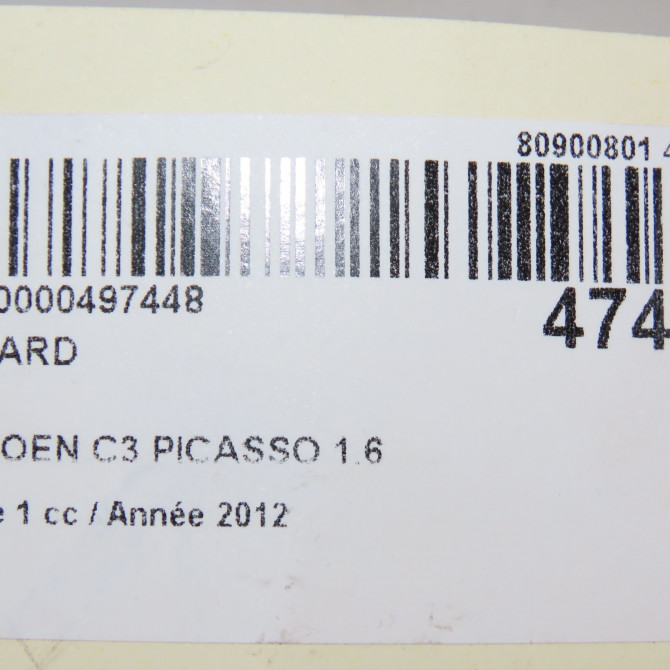 80900801 4
0000497448
474
ARD
OEN C3 PICASSO 1.6
e 1 cc / Année 2012